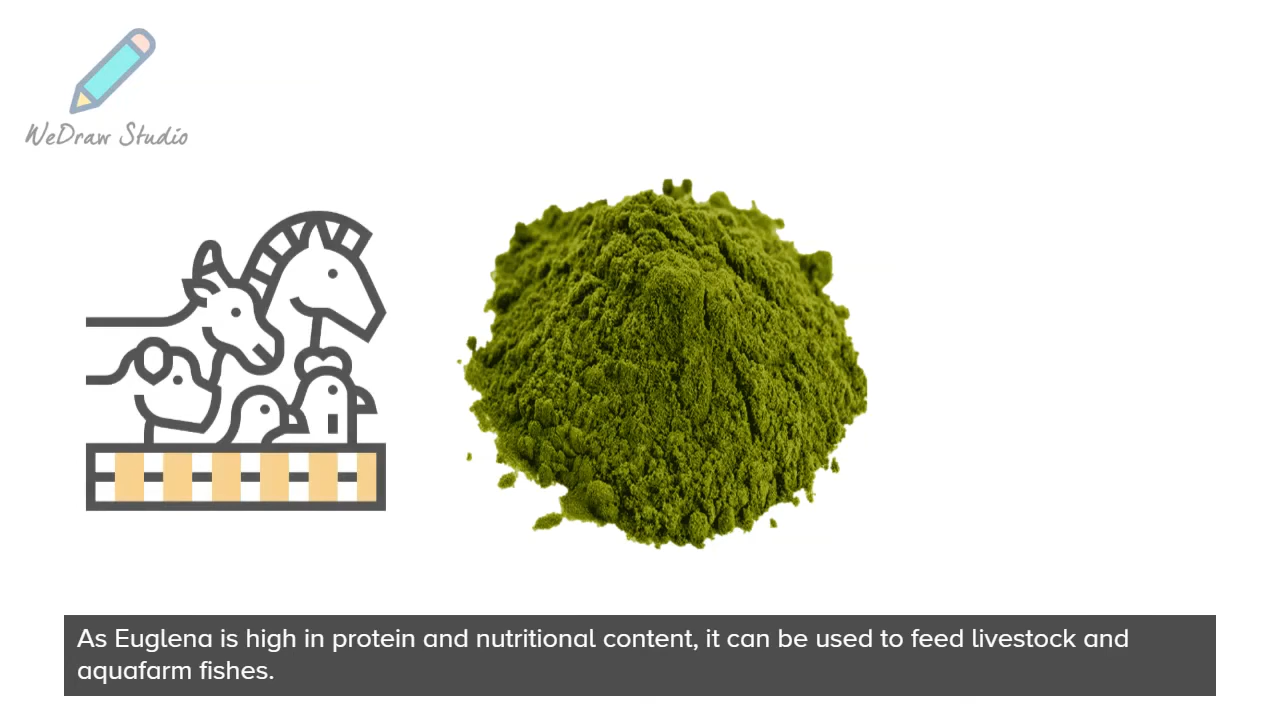 WeDraw Studio
As Euglena is high in protein and nutritional content, it can be used to feed livestock and
aquafarm fishes.